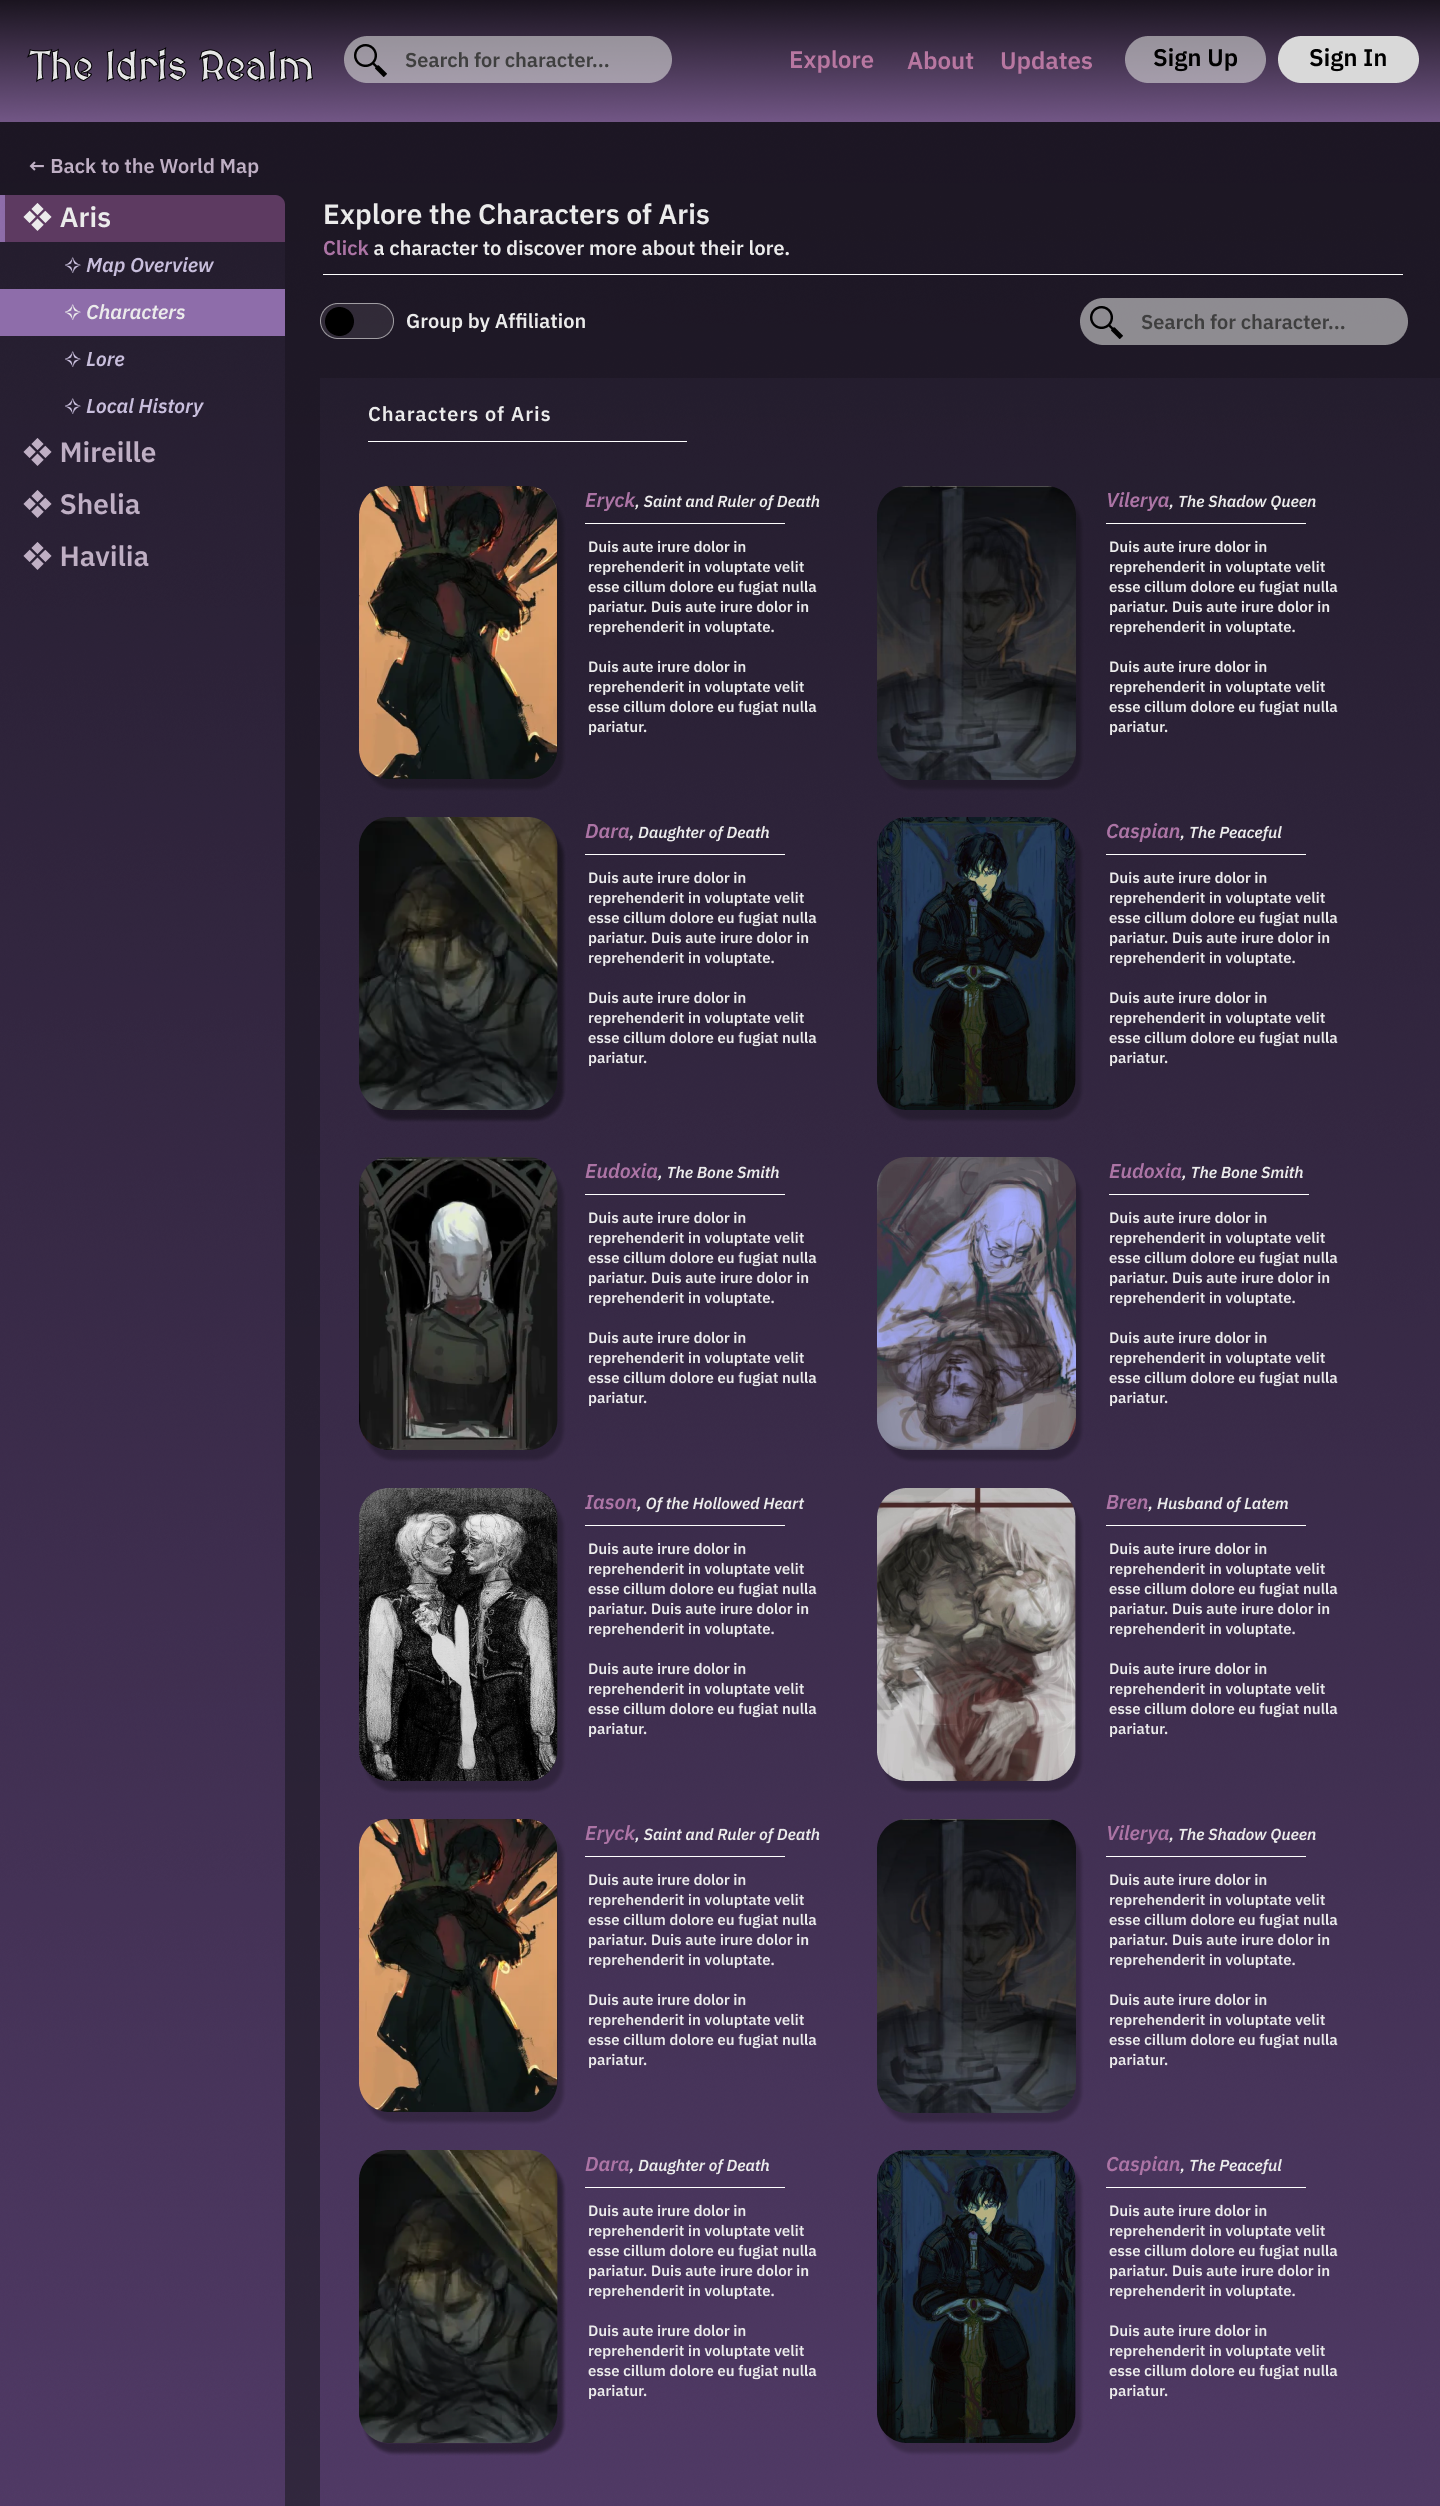 The Idris Realm
Search for character...
Explore
About
Updates
Sign Up
Sign In
← Back to the World Map
❖ Aris
✧ Map Overview
✧ Characters
✧ Lore
✧ Local History
❖ Mireille
❖ Shelia
❖ Havilia
Explore the Characters of Aris
Click a character to discover more about their lore.
Group by Affiliation
Search for character...
Characters of Aris
Eryck, Saint and Ruler of Death
Duis aute irure dolor in
reprehenderit in voluptate velit
esse cillum dolore eu fugiat nulla
pariatur. Duis aute irure dolor in
reprehenderit in voluptate.
Duis aute irure dolor in
reprehenderit in voluptate velit
esse cillum dolore eu fugiat nulla
pariatur.
Vilerya, The Shadow Queen
Duis aute irure dolor in
reprehenderit in voluptate velit
esse cillum dolore eu fugiat nulla
pariatur. Duis aute irure dolor in
reprehenderit in voluptate.
Duis aute irure dolor in
reprehenderit in voluptate velit
esse cillum dolore eu fugiat nulla
pariatur.
Dara, Daughter of Death
Duis aute irure dolor in
reprehenderit in voluptate velit
esse cillum dolore eu fugiat nulla
pariatur. Duis aute irure dolor in
reprehenderit in voluptate.
Duis aute irure dolor in
reprehenderit in voluptate velit
esse cillum dolore eu fugiat nulla
pariatur.
Caspian, The Peaceful
Duis aute irure dolor in
reprehenderit in voluptate velit
esse cillum dolore eu fugiat nulla
pariatur. Duis aute irure dolor in
reprehenderit in voluptate.
Duis aute irure dolor in
reprehenderit in voluptate velit
esse cillum dolore eu fugiat nulla
pariatur.
Eudoxia, The Bone Smith
Duis aute irure dolor in
reprehenderit in voluptate velit
esse cillum dolore eu fugiat nulla
pariatur. Duis aute irure dolor in
reprehenderit in voluptate.
Duis aute irure dolor in
reprehenderit in voluptate velit
esse cillum dolore eu fugiat nulla
pariatur.
Eudoxia, The Bone Smith
Duis aute irure dolor in
reprehenderit in voluptate velit
esse cillum dolore eu fugiat nulla
pariatur. Duis aute irure dolor in
reprehenderit in voluptate.
Duis aute irure dolor in
reprehenderit in voluptate velit
esse cillum dolore eu fugiat nulla
pariatur.
Iason, Of the Hollowed Heart
Duis aute irure dolor in
reprehenderit in voluptate velit
esse cillum dolore eu fugiat nulla
pariatur. Duis aute irure dolor in
reprehenderit in voluptate.
Duis aute irure dolor in
reprehenderit in voluptate velit
esse cillum dolore eu fugiat nulla
pariatur.
Bren, Husband of Latem
Duis aute irure dolor in
reprehenderit in voluptate velit
esse cillum dolore eu fugiat nulla
pariatur. Duis aute irure dolor in
reprehenderit in voluptate.
Duis aute irure dolor in
reprehenderit in voluptate velit
esse cillum dolore eu fugiat nulla
pariatur.
Eryck, Saint and Ruler of Death
Duis aute irure dolor in
reprehenderit in voluptate velit
esse cillum dolore eu fugiat nulla
pariatur. Duis aute irure dolor in
reprehenderit in voluptate.
Duis aute irure dolor in
reprehenderit in voluptate velit
esse cillum dolore eu fugiat nulla
pariatur.
Vilerya, The Shadow Queen
Duis aute irure dolor in
reprehenderit in voluptate velit
esse cillum dolore eu fugiat nulla
pariatur. Duis aute irure dolor in
reprehenderit in voluptate.
Duis aute irure dolor in
reprehenderit in voluptate velit
esse cillum dolore eu fugiat nulla
pariatur.
Dara, Daughter of Death
Duis aute irure dolor in
reprehenderit in voluptate velit
esse cillum dolore eu fugiat nulla
pariatur. Duis aute irure dolor in
reprehenderit in voluptate.
Duis aute irure dolor in
reprehenderit in voluptate velit
esse cillum dolore eu fugiat nulla
pariatur.
Caspian, The Peaceful
Duis aute irure dolor in
reprehenderit in voluptate velit
esse cillum dolore eu fugiat nulla
pariatur. Duis aute irure dolor in
reprehenderit in voluptate.
Duis aute irure dolor in
reprehenderit in voluptate velit
esse cillum dolore eu fugiat nulla
pariatur.